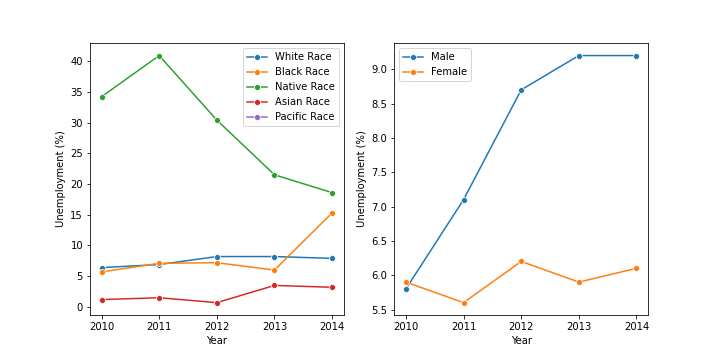 Unemployment (%)
40
35
30
25
20
15
10
5
0
2010 2011 2012 2013 2014
Year
White Race
Black Race
Native Race
Asian Race
Pacific Race
Unemployment (%)
9.0
8.5
8.0
7.5
7.0
6.5
6.0
5.5
2010 2011 2012 2013 2014
Year
Male
Female